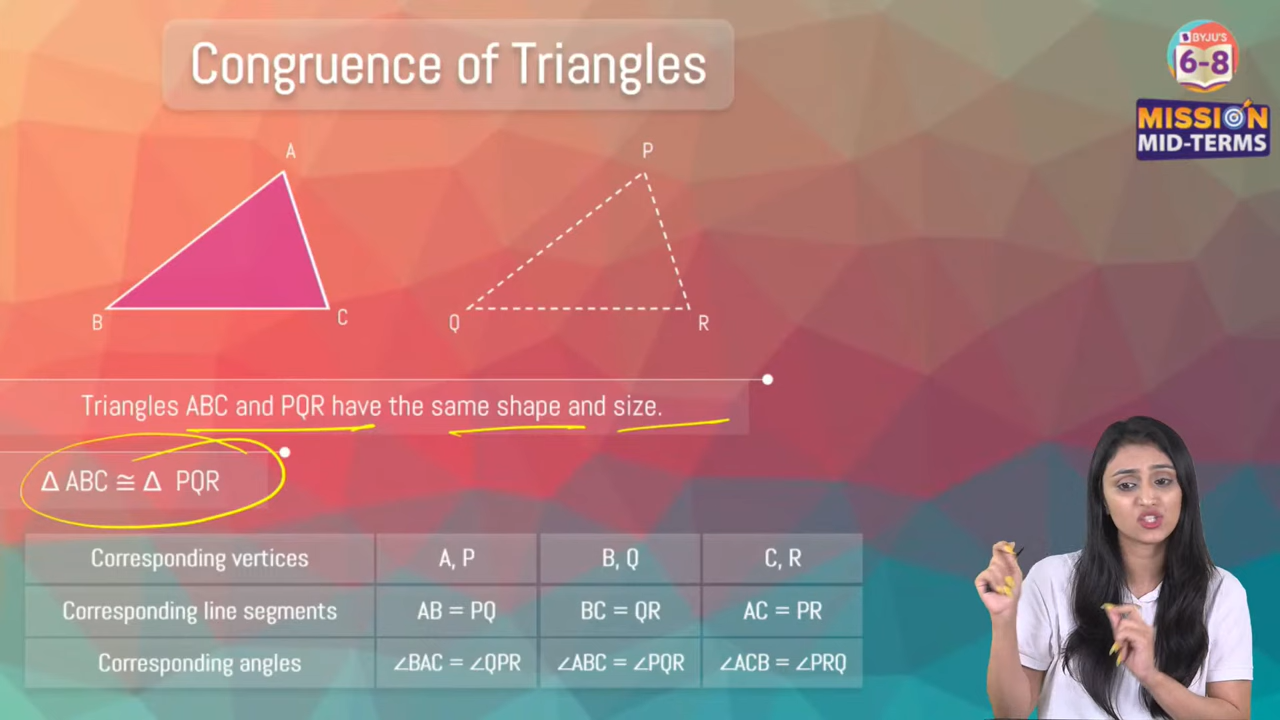 Congruence of Triangles
BYJU'S
6-8
MISSION
MID-TERMS
A
P
B
C
Q
R
Triangles ABC and PQR have the same shape and size.
Δ ABC ≅ Δ PQR
Corresponding vertices A, P B, Q C, R
Corresponding line segments AB = PQ BC = QR AC = PR
Corresponding angles ∠BAC = ∠QPR ∠ABC = ∠PQR ∠ACB = ∠PRQ